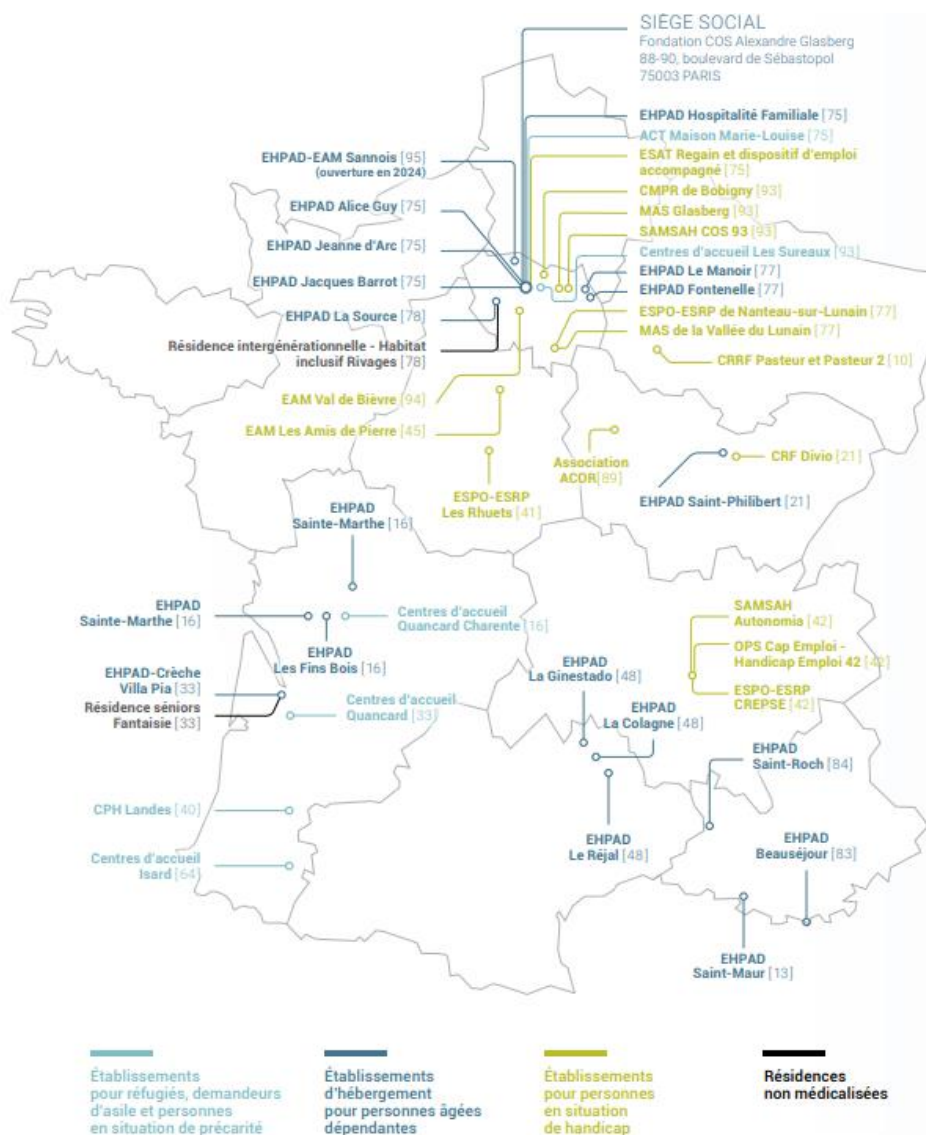 SIÈGE SOCIAL
Fondation COS Alexandre Glasberg
88-90, boulevard de Sébastopol
75003 PARIS
EHPAD Hospitalité Familiale [75]
ACT Maison Marie-Louise [75]
ESAT Regain et dispositif d'emploi
accompagné [75]
CMPR de Bobigny [93]
MAS Glasberg [93]
SAMSAH COS 93 [93]
Centres d'accueil Les Sureaux [93]
EHPAD Le Manoir [77]
EHPAD Fontenelle [77]
ESPO-ESRP de Nanteau-sur-Lunain [77]
MAS de la Vallée du Lunain [77]
CRRF Pasteur et Pasteur 2 [10]
EHPAD-EAM Sannois [95]
(ouverture en 2024)
EHPAD Alice Guy [75]
EHPAD Jeanne d'Arc [75]
EHPAD Jacques Barrot [75]
EHPAD La Source [78]
Résidence intergénérationnelle - Habitat
inclusif Rivages [78]
EAM Val de Bièvre [94]
EAM Les Amis de Pierre [45]
ESPO-ESRP
Les Rhuets [41]
Association
ACOR[89]
CRF Divio [21]
EHPAD Saint-Philibert [21]
EHPAD
Sainte-Marthe [16]
EHPAD
Sainte-Marthe [16]
EHPAD
Les Fins Bois [16]
Centres d'accueil
Quancard Charente [16]
EHPAD-Crèche
Villa Pia [33]
Résidence séniors
Fantaisie [33]
Centres d'accueil
Quancard [33]
CPH Landes [40]
Centres d'accueil
Isard [64]
EHPAD
La Ginestado [48]
EHPAD
La Colagne [48]
EHPAD
Le Réjal [48]
SAMSAH
Autonomia [42]
OPS Cap Emploi -
Handicap Emploi 42 [42]
ESPO-ESRP
CREPSE [42]
EHPAD
Saint-Roch [84]
EHPAD
Beauséjour [83]
EHPAD
Saint-Maur [13]
Établissements
pour réfugiés, demandeurs
d'asile et personnes
en situation de précarité
Établissements
d'hébergement
pour personnes âgées
dépendantes
Établissements
pour personnes
en situation
de handicap
Résidences
non médicalisées